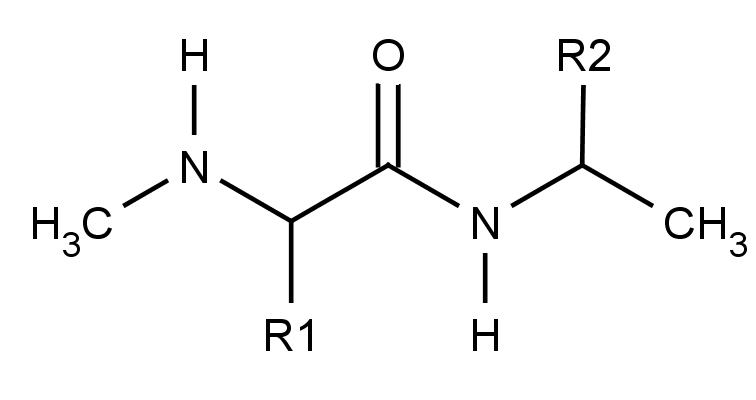 H O R2
N
H3C N CH3
R1 H